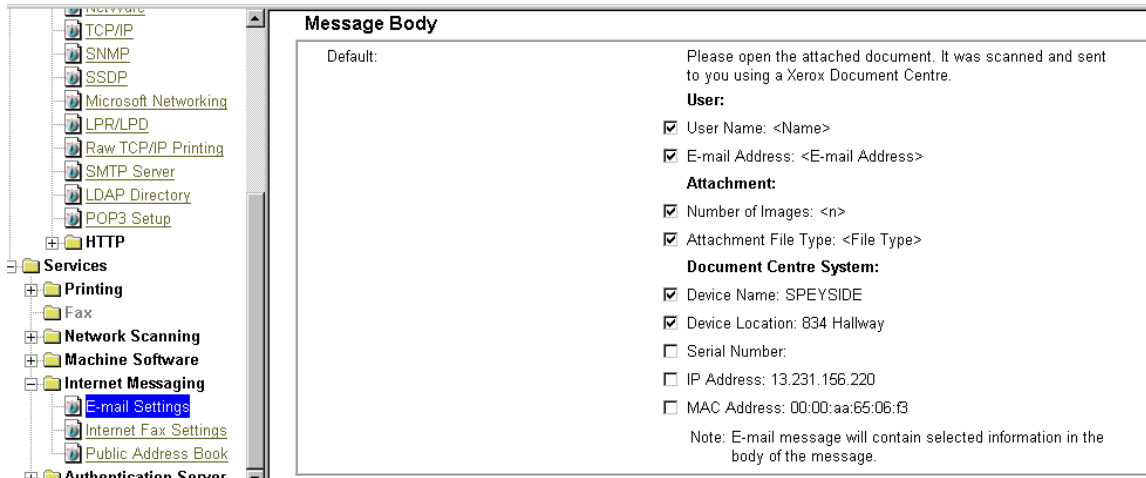 NetWare
TCP/IP
SNMP
SSDP
Microsoft Networking
LPR/LPD
Raw TCP/IP Printing
SMTP Server
LDAP Directory
POP3 Setup
HTTP
Services
Printing
Fax
Network Scanning
Machine Software
Internet Messaging
E-mail Settings
Internet Fax Settings
Public Address Book
Authentication Server
Message Body
Default:
Please open the attached document. It was scanned and sent
to you using a Xerox Document Centre.
User:
User Name: <Name>
E-mail Address: <E-mail Address>
Attachment:
Number of Images: <n>
Attachment File Type: <File Type>
Document Centre System:
Device Name: SPEYSIDE
Device Location: 834 Hallway
Serial Number:
IP Address: 13.231.156.220
MAC Address: 00:00:aa:65:06:f3
Note: E-mail message will contain selected information in the
body of the message.